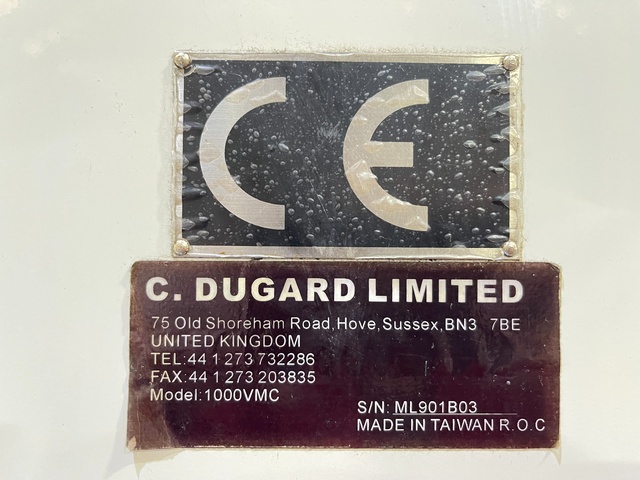 CE
C. DUGARD LIMITED
75 Old Shoreham Road, Hove, Sussex, BN3 7BE
UNITED KINGDOM
TEL: 44 1 273 732286
FAX: 44 1 273 203835
Model: 1000VMC
S/N: ML901B03
MADE IN TAIWAN R.O.C